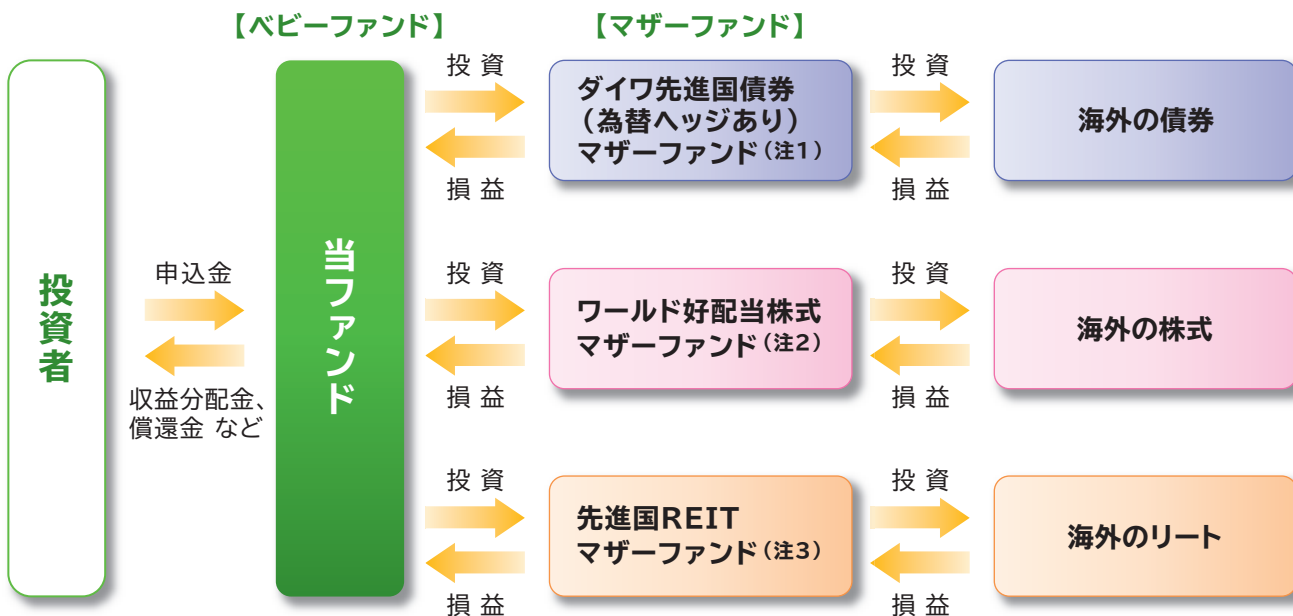 【ベビーファンド】
【マザーファンド】
投資者
申込金
収益分配金、
償還金 など
当ファンド
投 資
損 益
ダイワ先進国債券
（為替ヘッジあり）
マザーファンド（注1）
投 資
損 益
海外の債券
投 資
損 益
ワールド好配当株式
マザーファンド（注2）
投 資
損 益
海外の株式
投 資
損 益
先進国REIT
マザーファンド（注3）
投 資
損 益
海外のリート